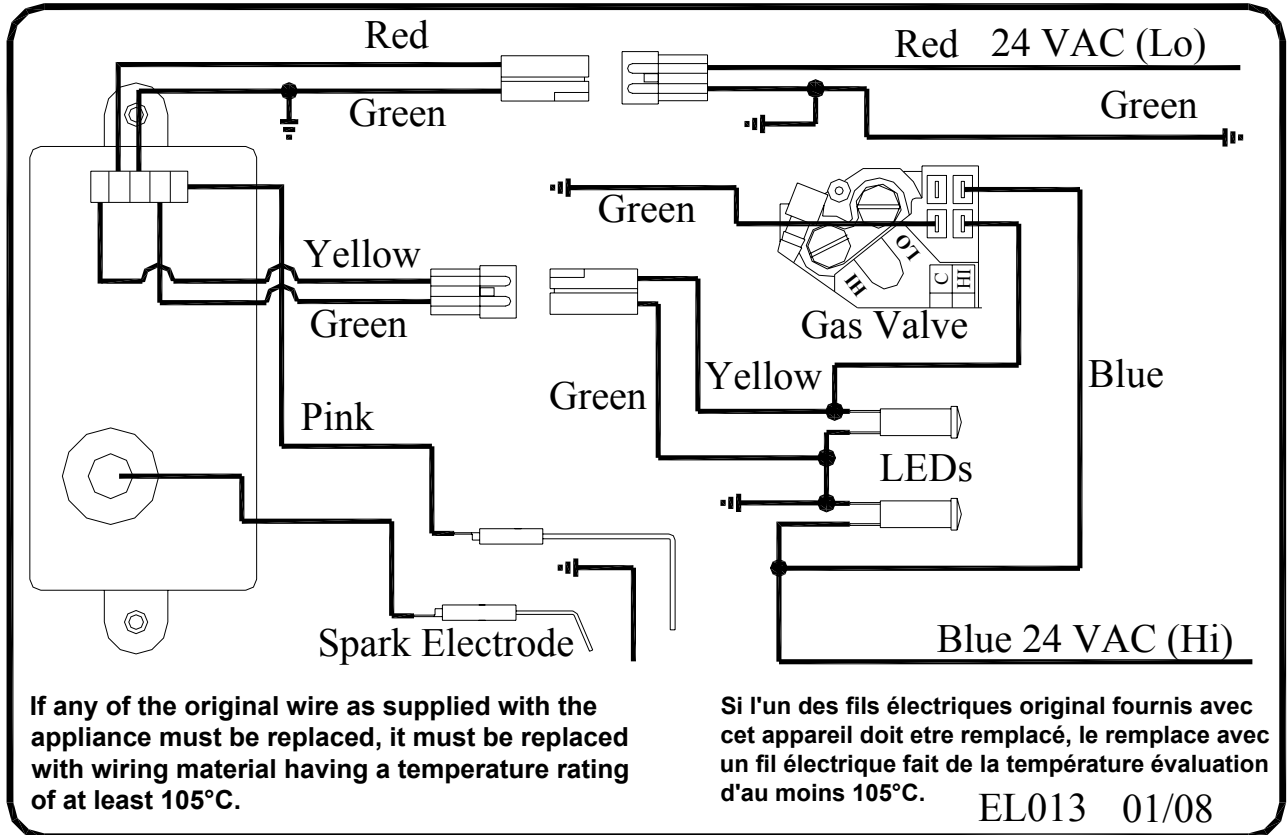 Red
Red 24 VAC (Lo)
Green
Green
Green
Yellow
Green
LO
HI
C
HI
Gas Valve
Yellow
Green
Blue
Pink
LEDs
Spark Electrode
Blue 24 VAC (Hi)
If any of the original wire as supplied with the
appliance must be replaced, it must be replaced
with wiring material having a temperature rating
of at least 105°C.
Si l'un des fils électriques original fournis avec
cet appareil doit etre remplacé, le remplace avec
un fil électrique fait de la température évaluation
d'au moins 105°C.
EL013 01/08